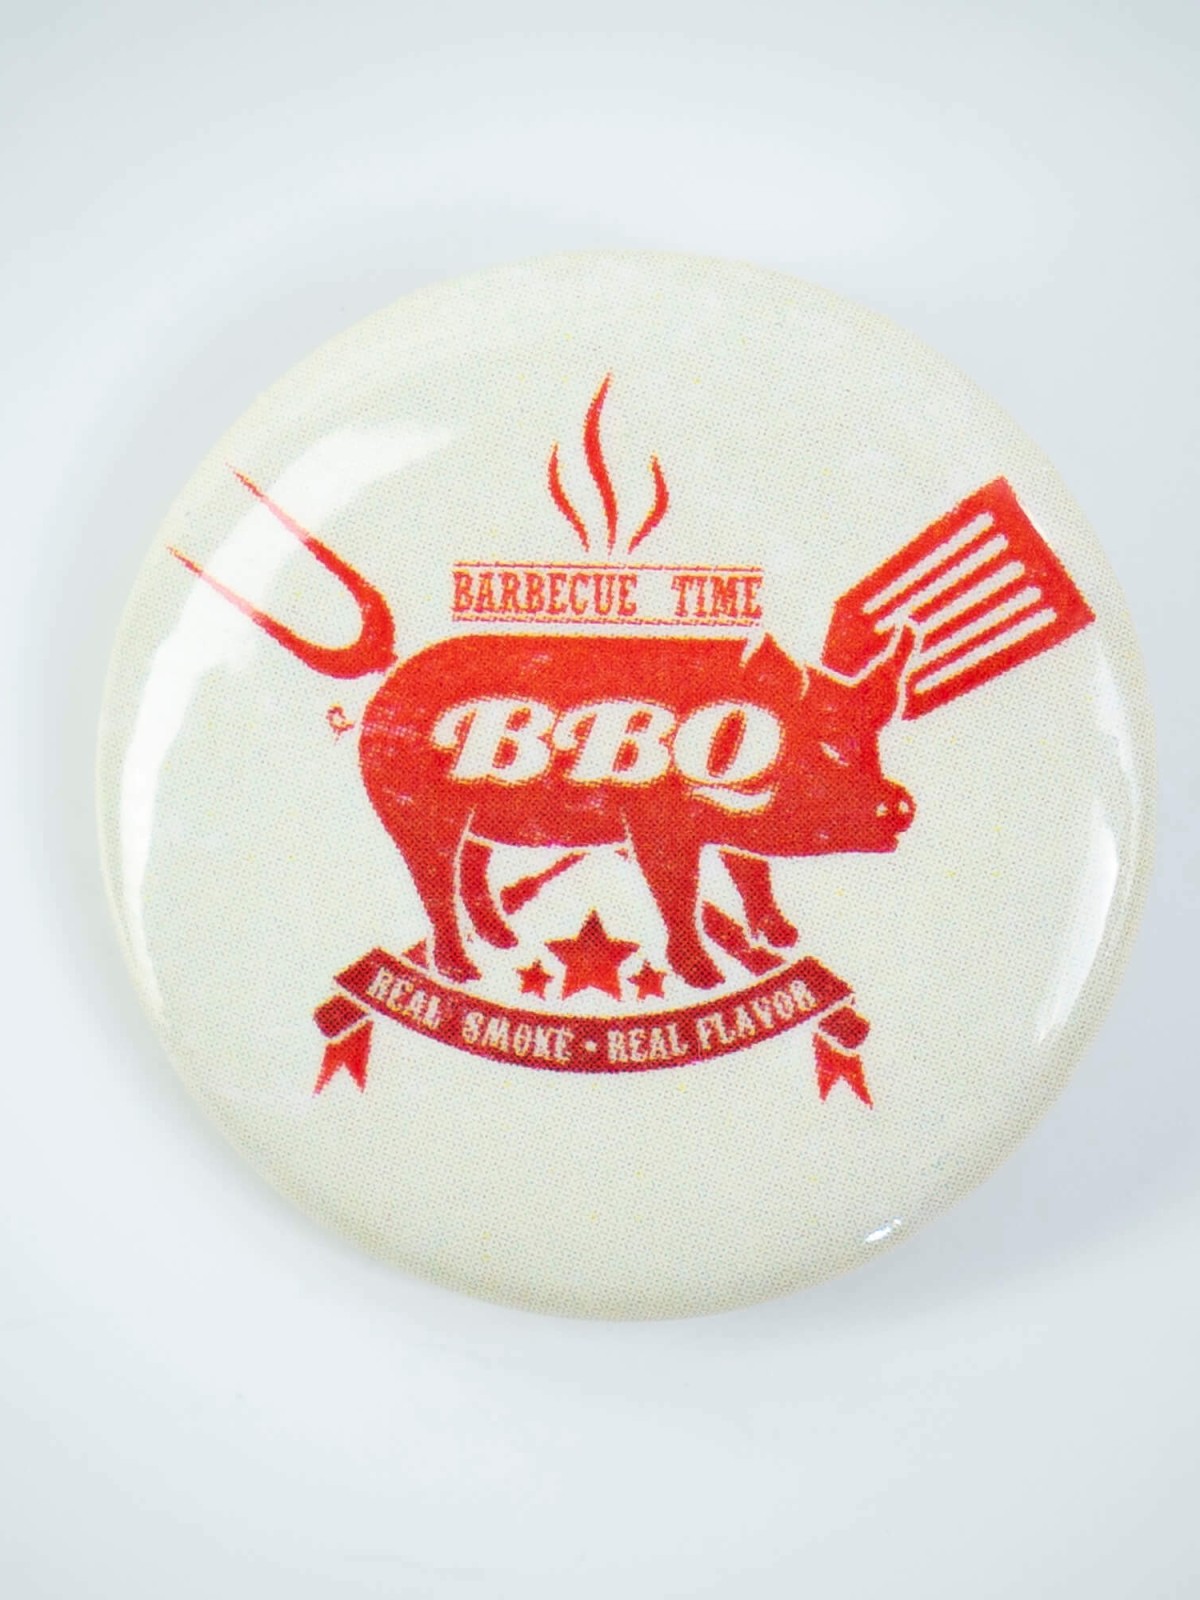 BARBECUE TIME
BBQ
REAL SMOKE • REAL FLAVOR